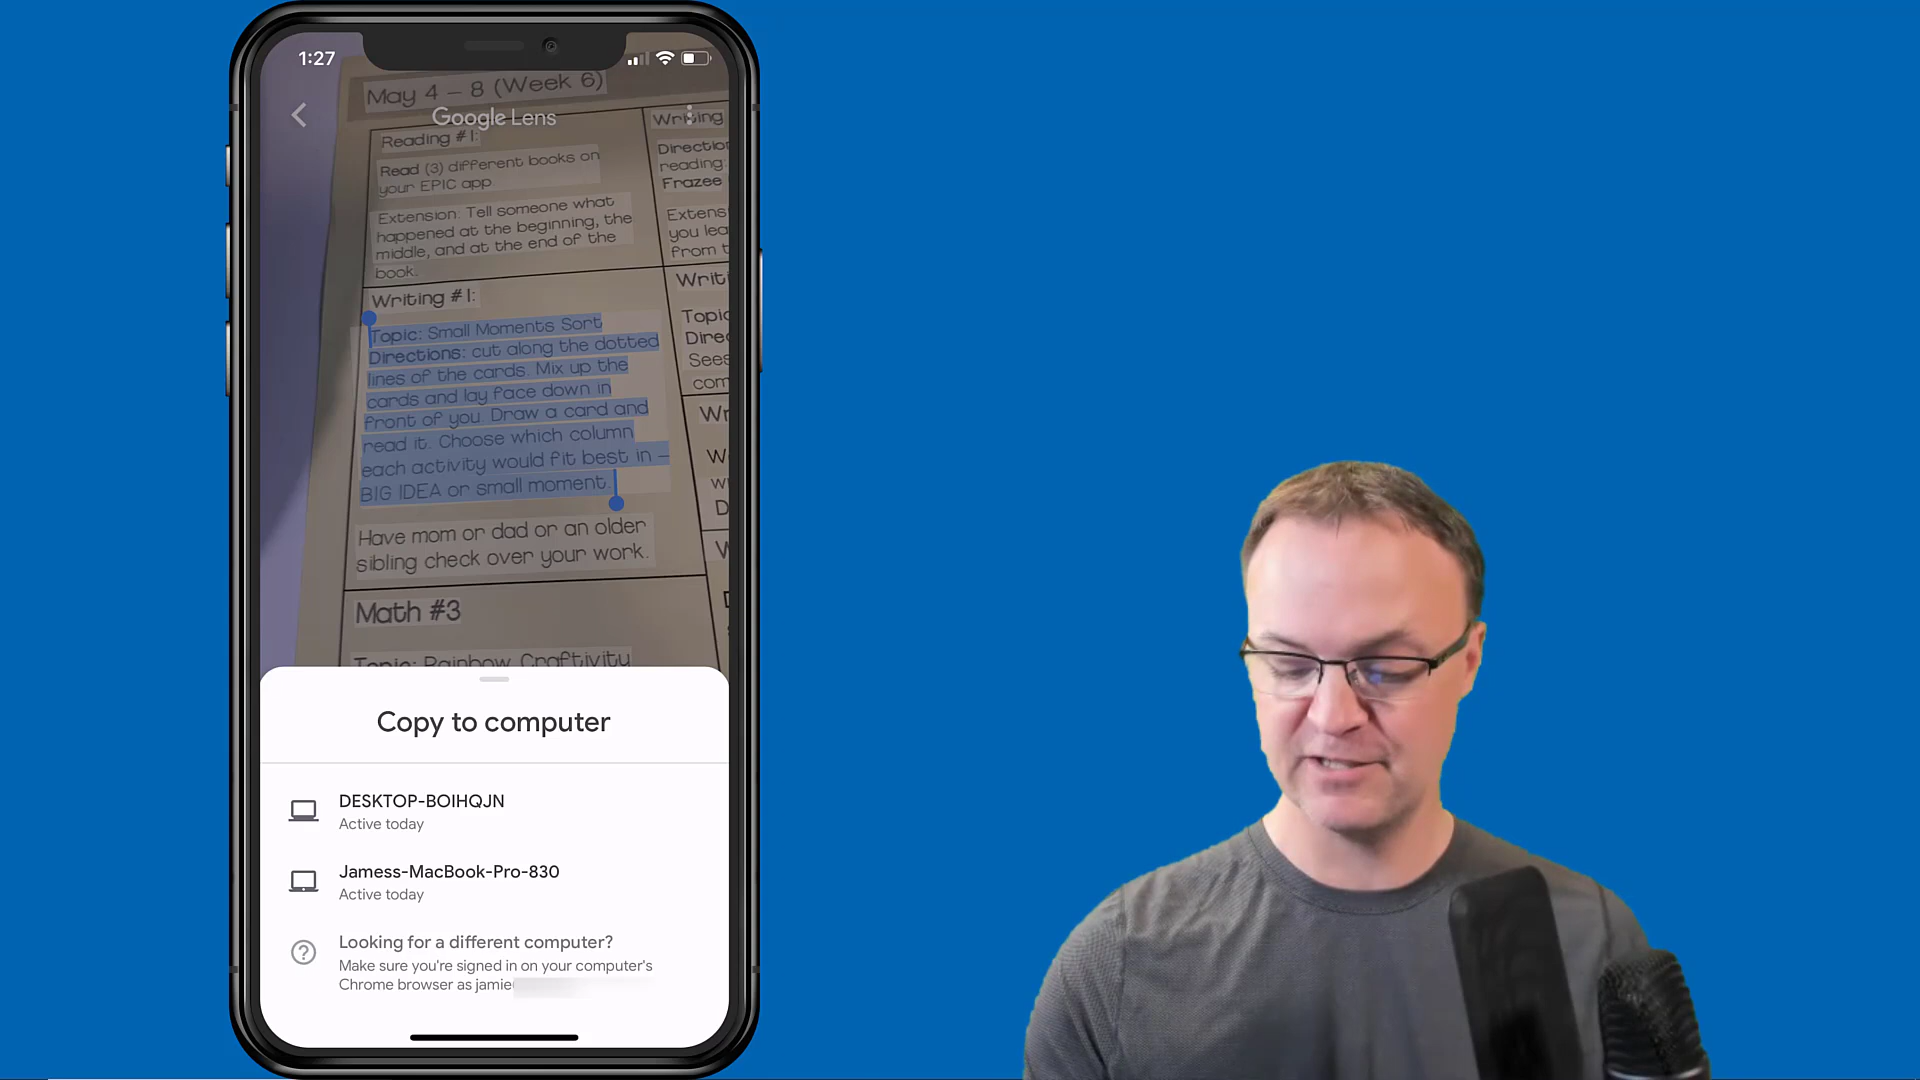 1:27
May 4 – 8 (Week 6)
Google Lens
Reading #1:
Read (3) different books on
your EPIC app.
Extension: Tell someone what
happened at the beginning, the
middle, and at the end of the
book.
Writing #1:
Topic: Small Moments Sort
Directions: cut along the dotted
lines of the cards. Mix up the
cards and lay face down in
front of you. Draw a card and
read it. Choose which column
each activity would fit best in –
BIG IDEA or small moment.
Have mom or dad or an older
sibling check over your work.
Math #3
Topic: Rainbow Craftivity
Writing
reading:
Frazee
from
Copy to computer
DESKTOP-BOIHQJN
Active today
Jamess-MacBook-Pro-830
Active today
Looking for a different computer?
Make sure you're signed in on your computer's
Chrome browser as jamie